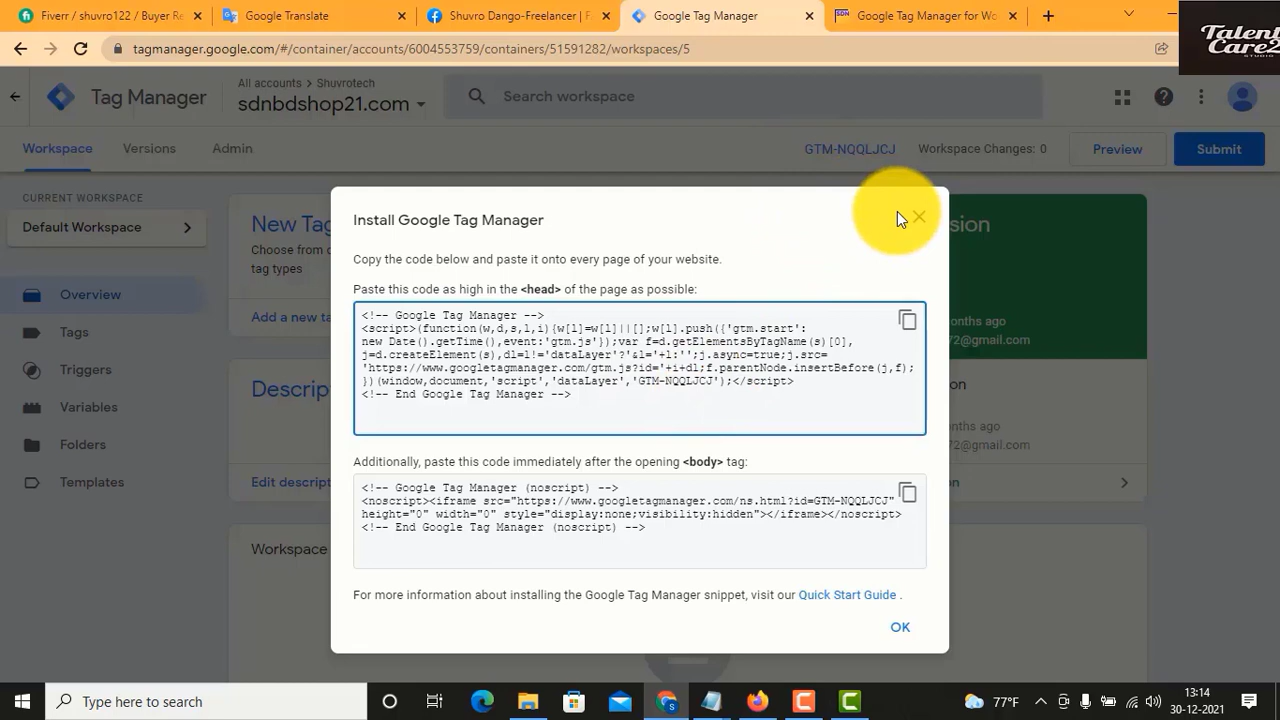 Fiverr / shuvro122 / Buyer Re
Google Translate
Shuvro Dango-Freelancer | F
Google Tag Manager
SDN
Google Tag Manager for Wo
tagmanager.google.com/#/container/accounts/6004553759/containers/51591282/workspaces/5
Talent
Care2
STUDIO
Tag Manager
All accounts > Shuvrotech
sdnbdshop21.com
Search workspace
Workspace
Versions
Admin
GTM-NQQLJCJ
Workspace Changes: 0
Preview
Submit
CURRENT WORKSPACE
Default Workspace
Overview
Tags
Triggers
Variables
Folders
Templates
New Tag
Choose from
tag types
Add a new
Descript
Edit descrip
Workspace
Install Google Tag Manager
Copy the code below and paste it onto every page of your website.
Paste this code as high in the <head> of the page as possible:
<!-- Google Tag Manager -->
<script>(function(w,d,s,l,i){w[l]=w[l]||[];w[l].push({'gtm.start':
new Date().getTime(),event:'gtm.js'});var f=d.getElementsByTagName(s)[0],
j=d.createElement(s),dl=l!='dataLayer'?'&l='+l:'';j.async=true;j.src=
'https://www.googletagmanager.com/gtm.js?id='+i+dl;f.parentNode.insertBefore(j,f);
})(window,document,'script','dataLayer','GTM-NQQLJCJ');</script>
<!-- End Google Tag Manager -->
Additionally, paste this code immediately after the opening <body> tag:
<!-- Google Tag Manager (noscript) -->
<noscript><iframe src="https://www.googletagmanager.com/ns.html?id=GTM-NQQLJCJ"
height="0" width="0" style="display:none;visibility:hidden"></iframe></noscript>
<!-- End Google Tag Manager (noscript) -->
For more information about installing the Google Tag Manager snippet, visit our Quick Start Guide .
OK
sion
onths ago
on
onths ago
72@gmail.com
on
Type here to search
77°F
13:14
30-12-2021